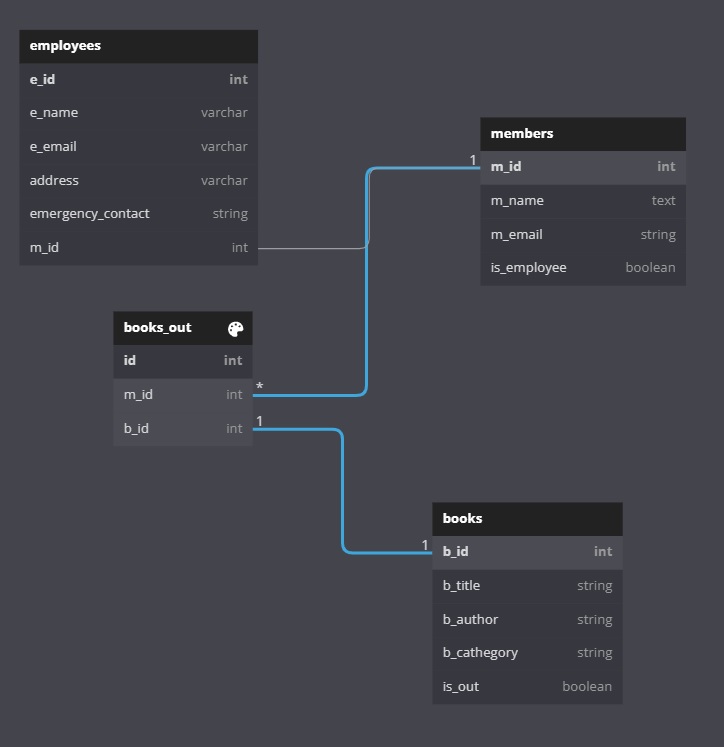 employees
e_id int
e_name varchar
e_email varchar
address varchar
emergency_contact string
m_id int
members
1
m_id int
m_name text
m_email string
is_employee boolean
books_out
id int
m_id int *
b_id int 1
books
1
b_id int
b_title string
b_author string
b_cathegory string
is_out boolean